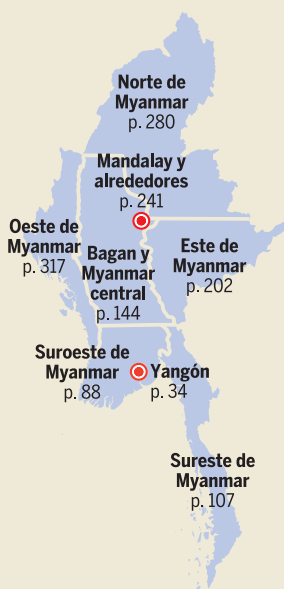 Norte de
Myanmar
p. 280
Mandalay y
alrededores
p. 241
Oeste de
Myanmar
p. 317
Bagan y
Myanmar
central
p. 144
Este de
Myanmar
p. 202
Suroeste de
Myanmar
p. 88
Yangón
p. 34
Sureste de
Myanmar
p. 107